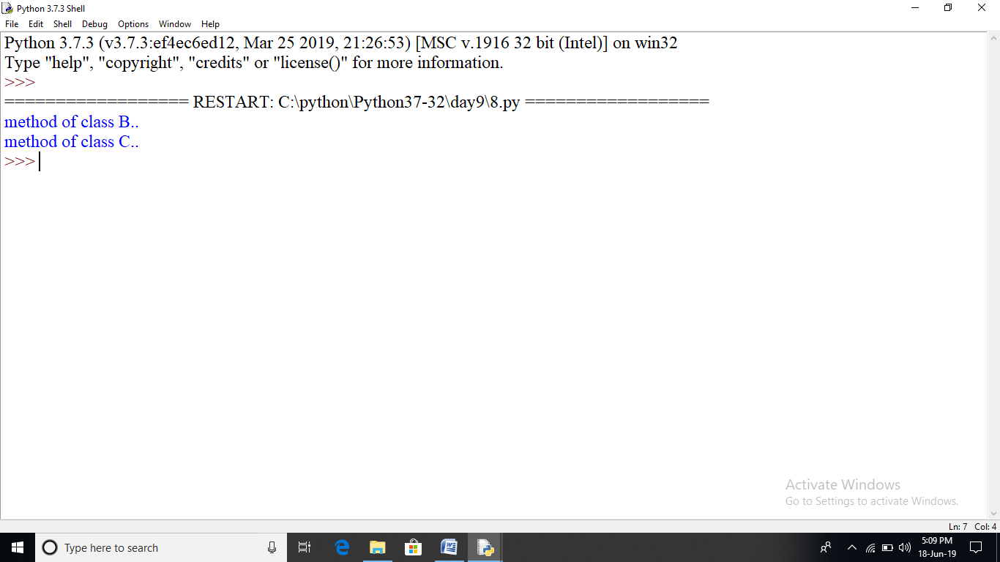 Python 3.7.3 Shell
File Edit Shell Debug Options Window Help
Python 3.7.3 (v3.7.3:ef4ec6ed12, Mar 25 2019, 21:26:53) [MSC v.1916 32 bit (Intel)] on win32
Type "help", "copyright", "credits" or "license()" for more information.
>>>
================== RESTART: C:\python\Python37-32\day9\8.py ==================
method of class B..
method of class C..
>>>
Activate Windows
Go to Settings to activate Windows.
Ln: 7 Col: 4
Type here to search
5:09 PM
18-Jun-19